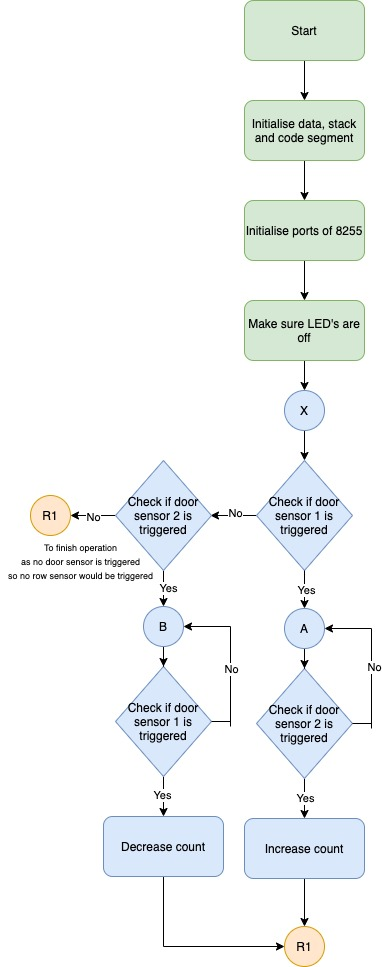 Start
Initialise data, stack
and code segment
Initialise ports of 8255
Make sure LED's are
off
X
Check if door
sensor 1 is
triggered
No
Check if door
sensor 2 is
triggered
No
R1
To finish operation
as no door sensor is triggered
so no row sensor would be triggered
Yes
Yes
B
A
No
No
Check if door
sensor 1 is
triggered
Check if door
sensor 2 is
triggered
Yes
Yes
Decrease count
Increase count
R1